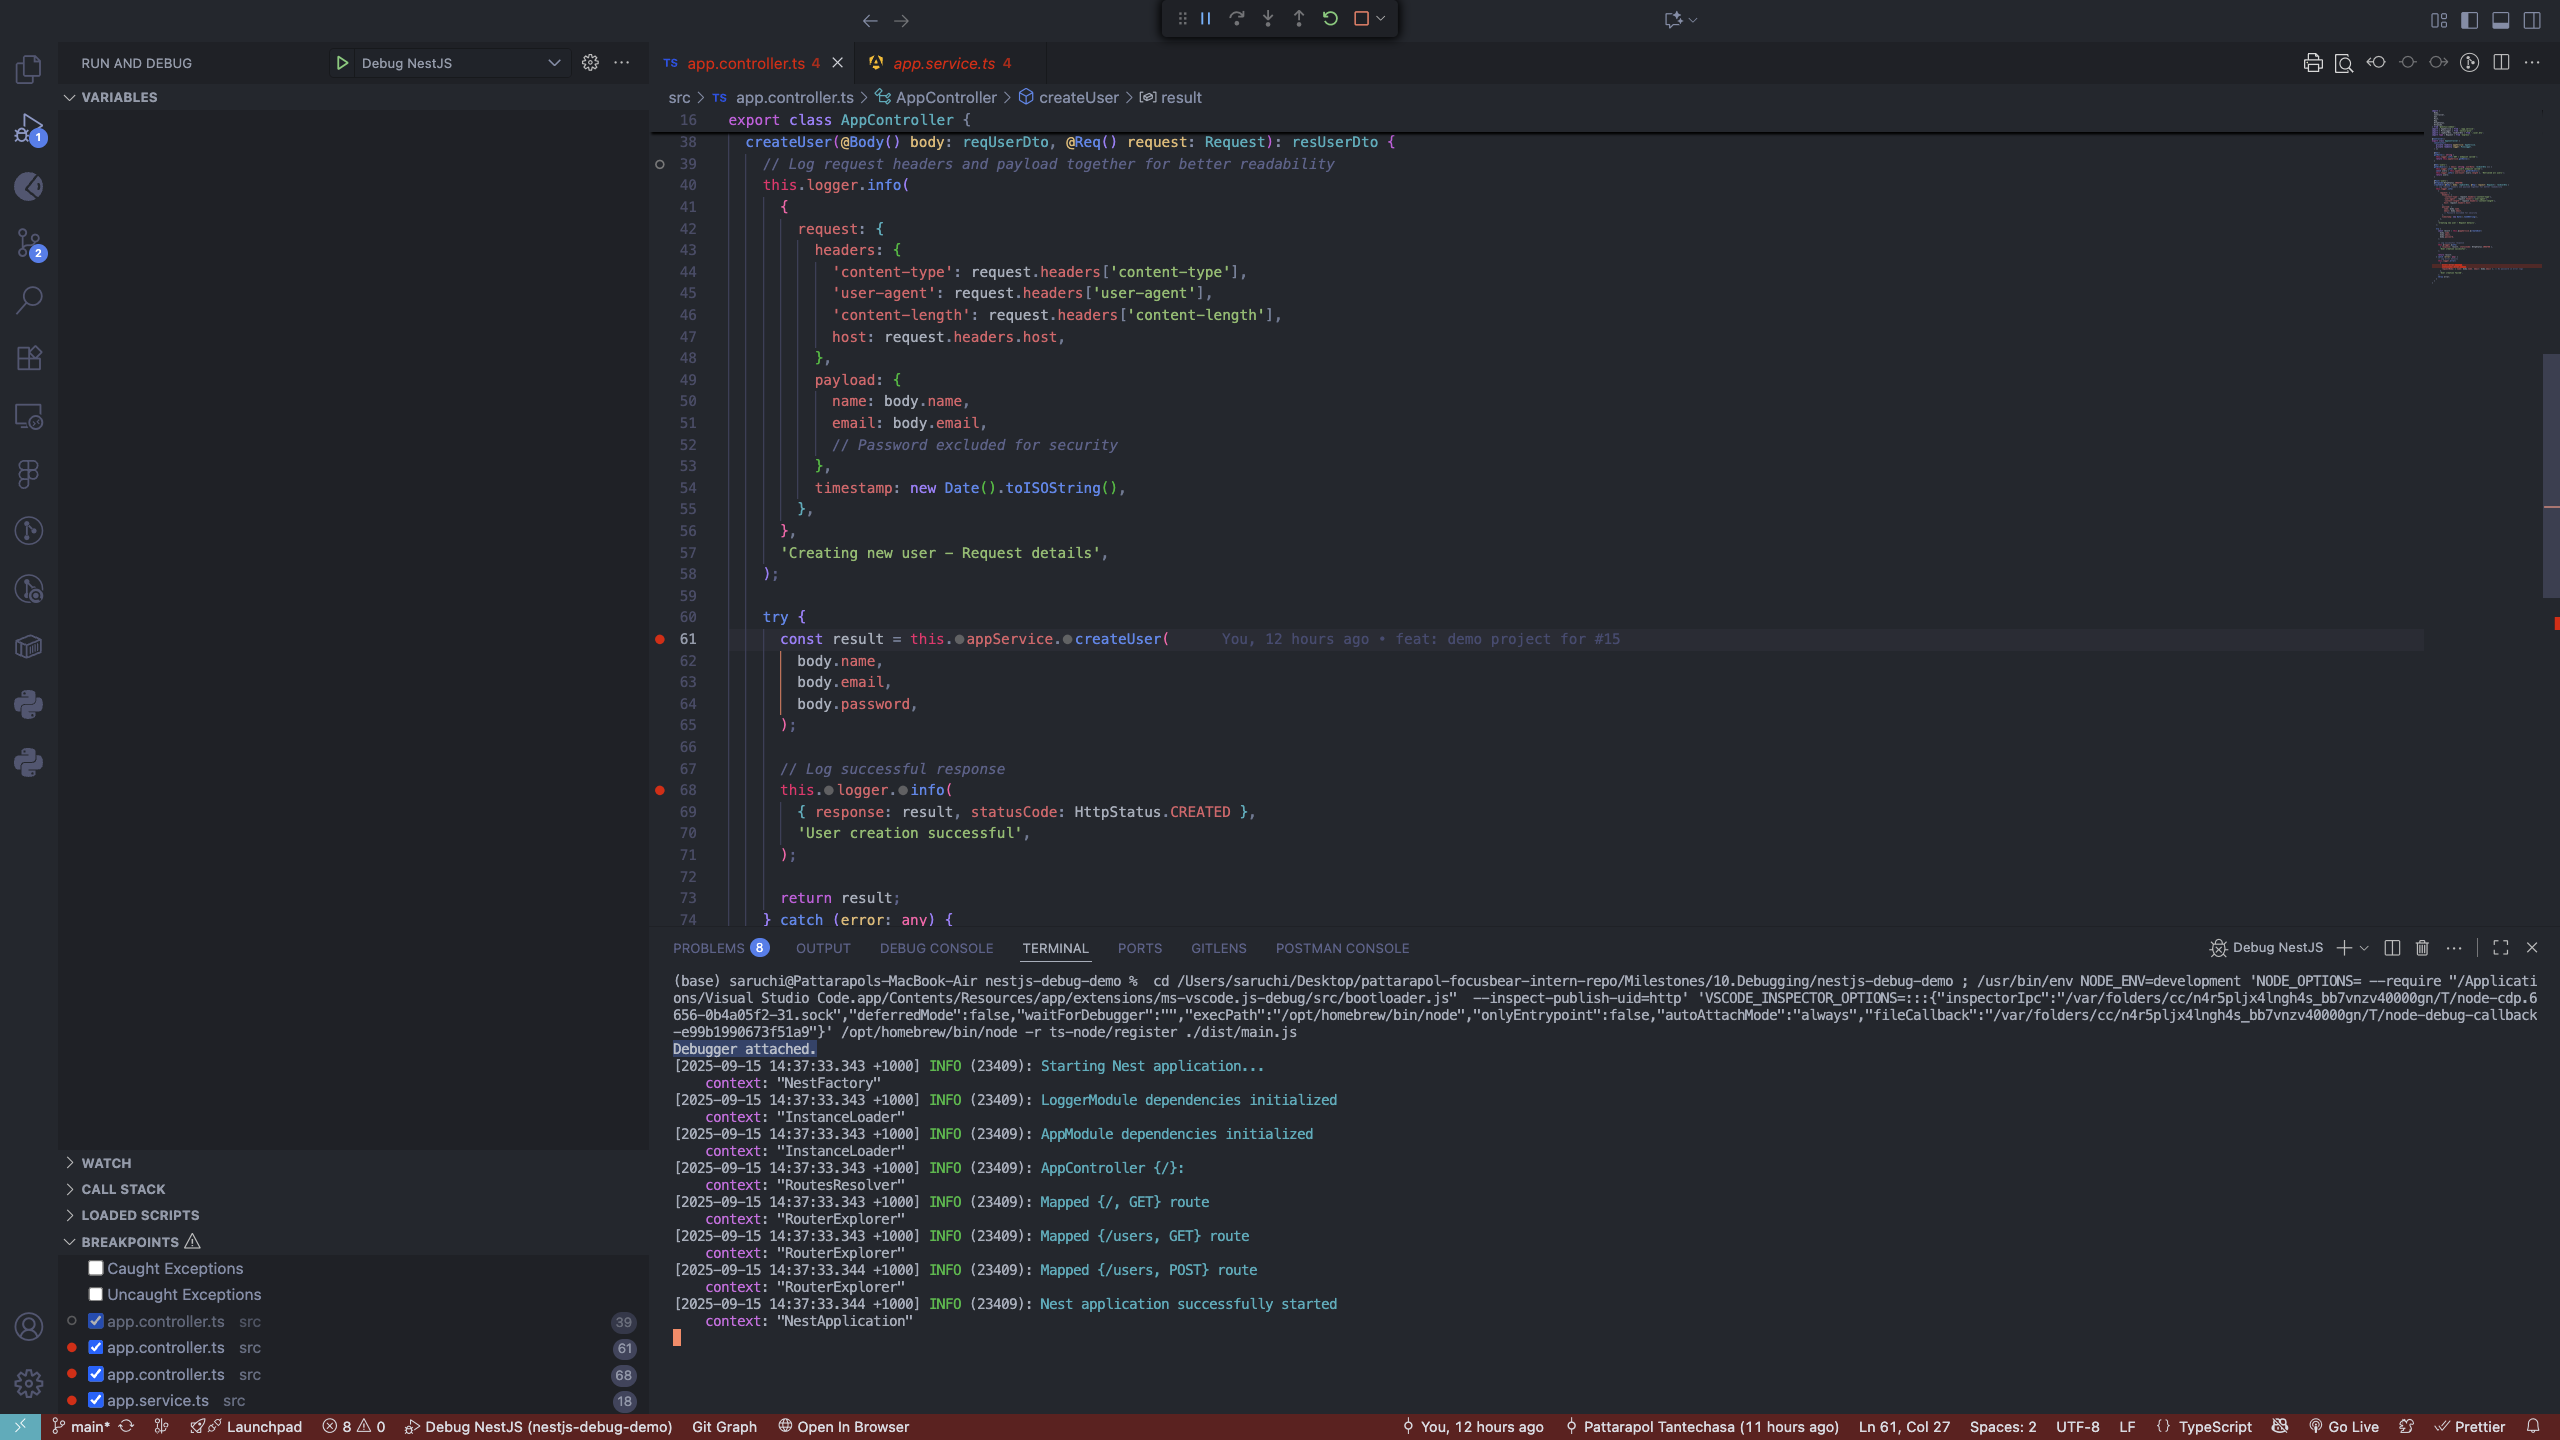 RUN AND DEBUG
Debug NestJS
VARIABLES
1
2
WATCH
CALL STACK
LOADED SCRIPTS
BREAKPOINTS
Caught Exceptions
Uncaught Exceptions
app.controller.ts src 39
app.controller.ts src 61
app.controller.ts src 68
app.service.ts src 18
TS app.controller.ts 4
app.service.ts 4
src > TS app.controller.ts > AppController > createUser > result
16 export class AppController {
38 createUser(@Body() body: reqUserDto, @Req() request: Request): resUserDto {
39 // Log request headers and payload together for better readability
40 this.logger.info(
41 {
42 request: {
43 headers: {
44 'content-type': request.headers['content-type'],
45 'user-agent': request.headers['user-agent'],
46 'content-length': request.headers['content-length'],
47 host: request.headers.host,
48 },
49 payload: {
50 name: body.name,
51 email: body.email,
52 // Password excluded for security
53 },
54 timestamp: new Date().toISOString(),
55 },
56 },
57 'Creating new user - Request details',
58 );
59
60 try {
61 const result = this.appService.createUser( You, 12 hours ago • feat: demo project for #15
62 body.name,
63 body.email,
64 body.password,
65 );
66
67 // Log successful response
68 this.logger.info(
69 { response: result, statusCode: HttpStatus.CREATED },
70 'User creation successful',
71 );
72
73 return result;
74 } catch (error: any) {
PROBLEMS 8 OUTPUT DEBUG CONSOLE TERMINAL PORTS GITLENS POSTMAN CONSOLE
Debug NestJS
(base) saruchi@Pattarapols-MacBook-Air nestjs-debug-demo %  cd /Users/saruchi/Desktop/pattarapol-focusbear-intern-repo/Milestones/10.Debugging/nestjs-debug-demo ; /usr/bin/env NODE_ENV=development 'NODE_OPTIONS= --require "/Applicati
ons/Visual Studio Code.app/Contents/Resources/app/extensions/ms-vscode.js-debug/src/bootloader.js"  --inspect-publish-uid=http' 'VSCODE_INSPECTOR_OPTIONS=:::{"inspectorIpc":"/var/folders/cc/n4r5pljx4lngh4s_bb7vnzv40000gn/T/node-cdp.6
656-0b4a05f2-31.sock","deferredMode":false,"waitForDebugger":"","execPath":"/opt/homebrew/bin/node","onlyEntrypoint":false,"autoAttachMode":"always","fileCallback":"/var/folders/cc/n4r5pljx4lngh4s_bb7vnzv40000gn/T/node-debug-callback
-e99b1990673f51a9"}' /opt/homebrew/bin/node -r ts-node/register ./dist/main.js
Debugger attached.
[2025-09-15 14:37:33.343 +1000] INFO (23409): Starting Nest application...
context: "NestFactory"
[2025-09-15 14:37:33.343 +1000] INFO (23409): LoggerModule dependencies initialized
context: "InstanceLoader"
[2025-09-15 14:37:33.343 +1000] INFO (23409): AppModule dependencies initialized
context: "InstanceLoader"
[2025-09-15 14:37:33.343 +1000] INFO (23409): AppController {/}:
context: "RoutesResolver"
[2025-09-15 14:37:33.343 +1000] INFO (23409): Mapped {/, GET} route
context: "RouterExplorer"
[2025-09-15 14:37:33.343 +1000] INFO (23409): Mapped {/users, GET} route
context: "RouterExplorer"
[2025-09-15 14:37:33.344 +1000] INFO (23409): Mapped {/users, POST} route
context: "RouterExplorer"
[2025-09-15 14:37:33.344 +1000] INFO (23409): Nest application successfully started
context: "NestApplication"
main* Launchpad 8 0 Debug NestJS (nestjs-debug-demo) Git Graph Open In Browser You, 12 hours ago Pattarapol Tantechasa (11 hours ago) Ln 61, Col 27 Spaces: 2 UTF-8 LF {} TypeScript Go Live Prettier